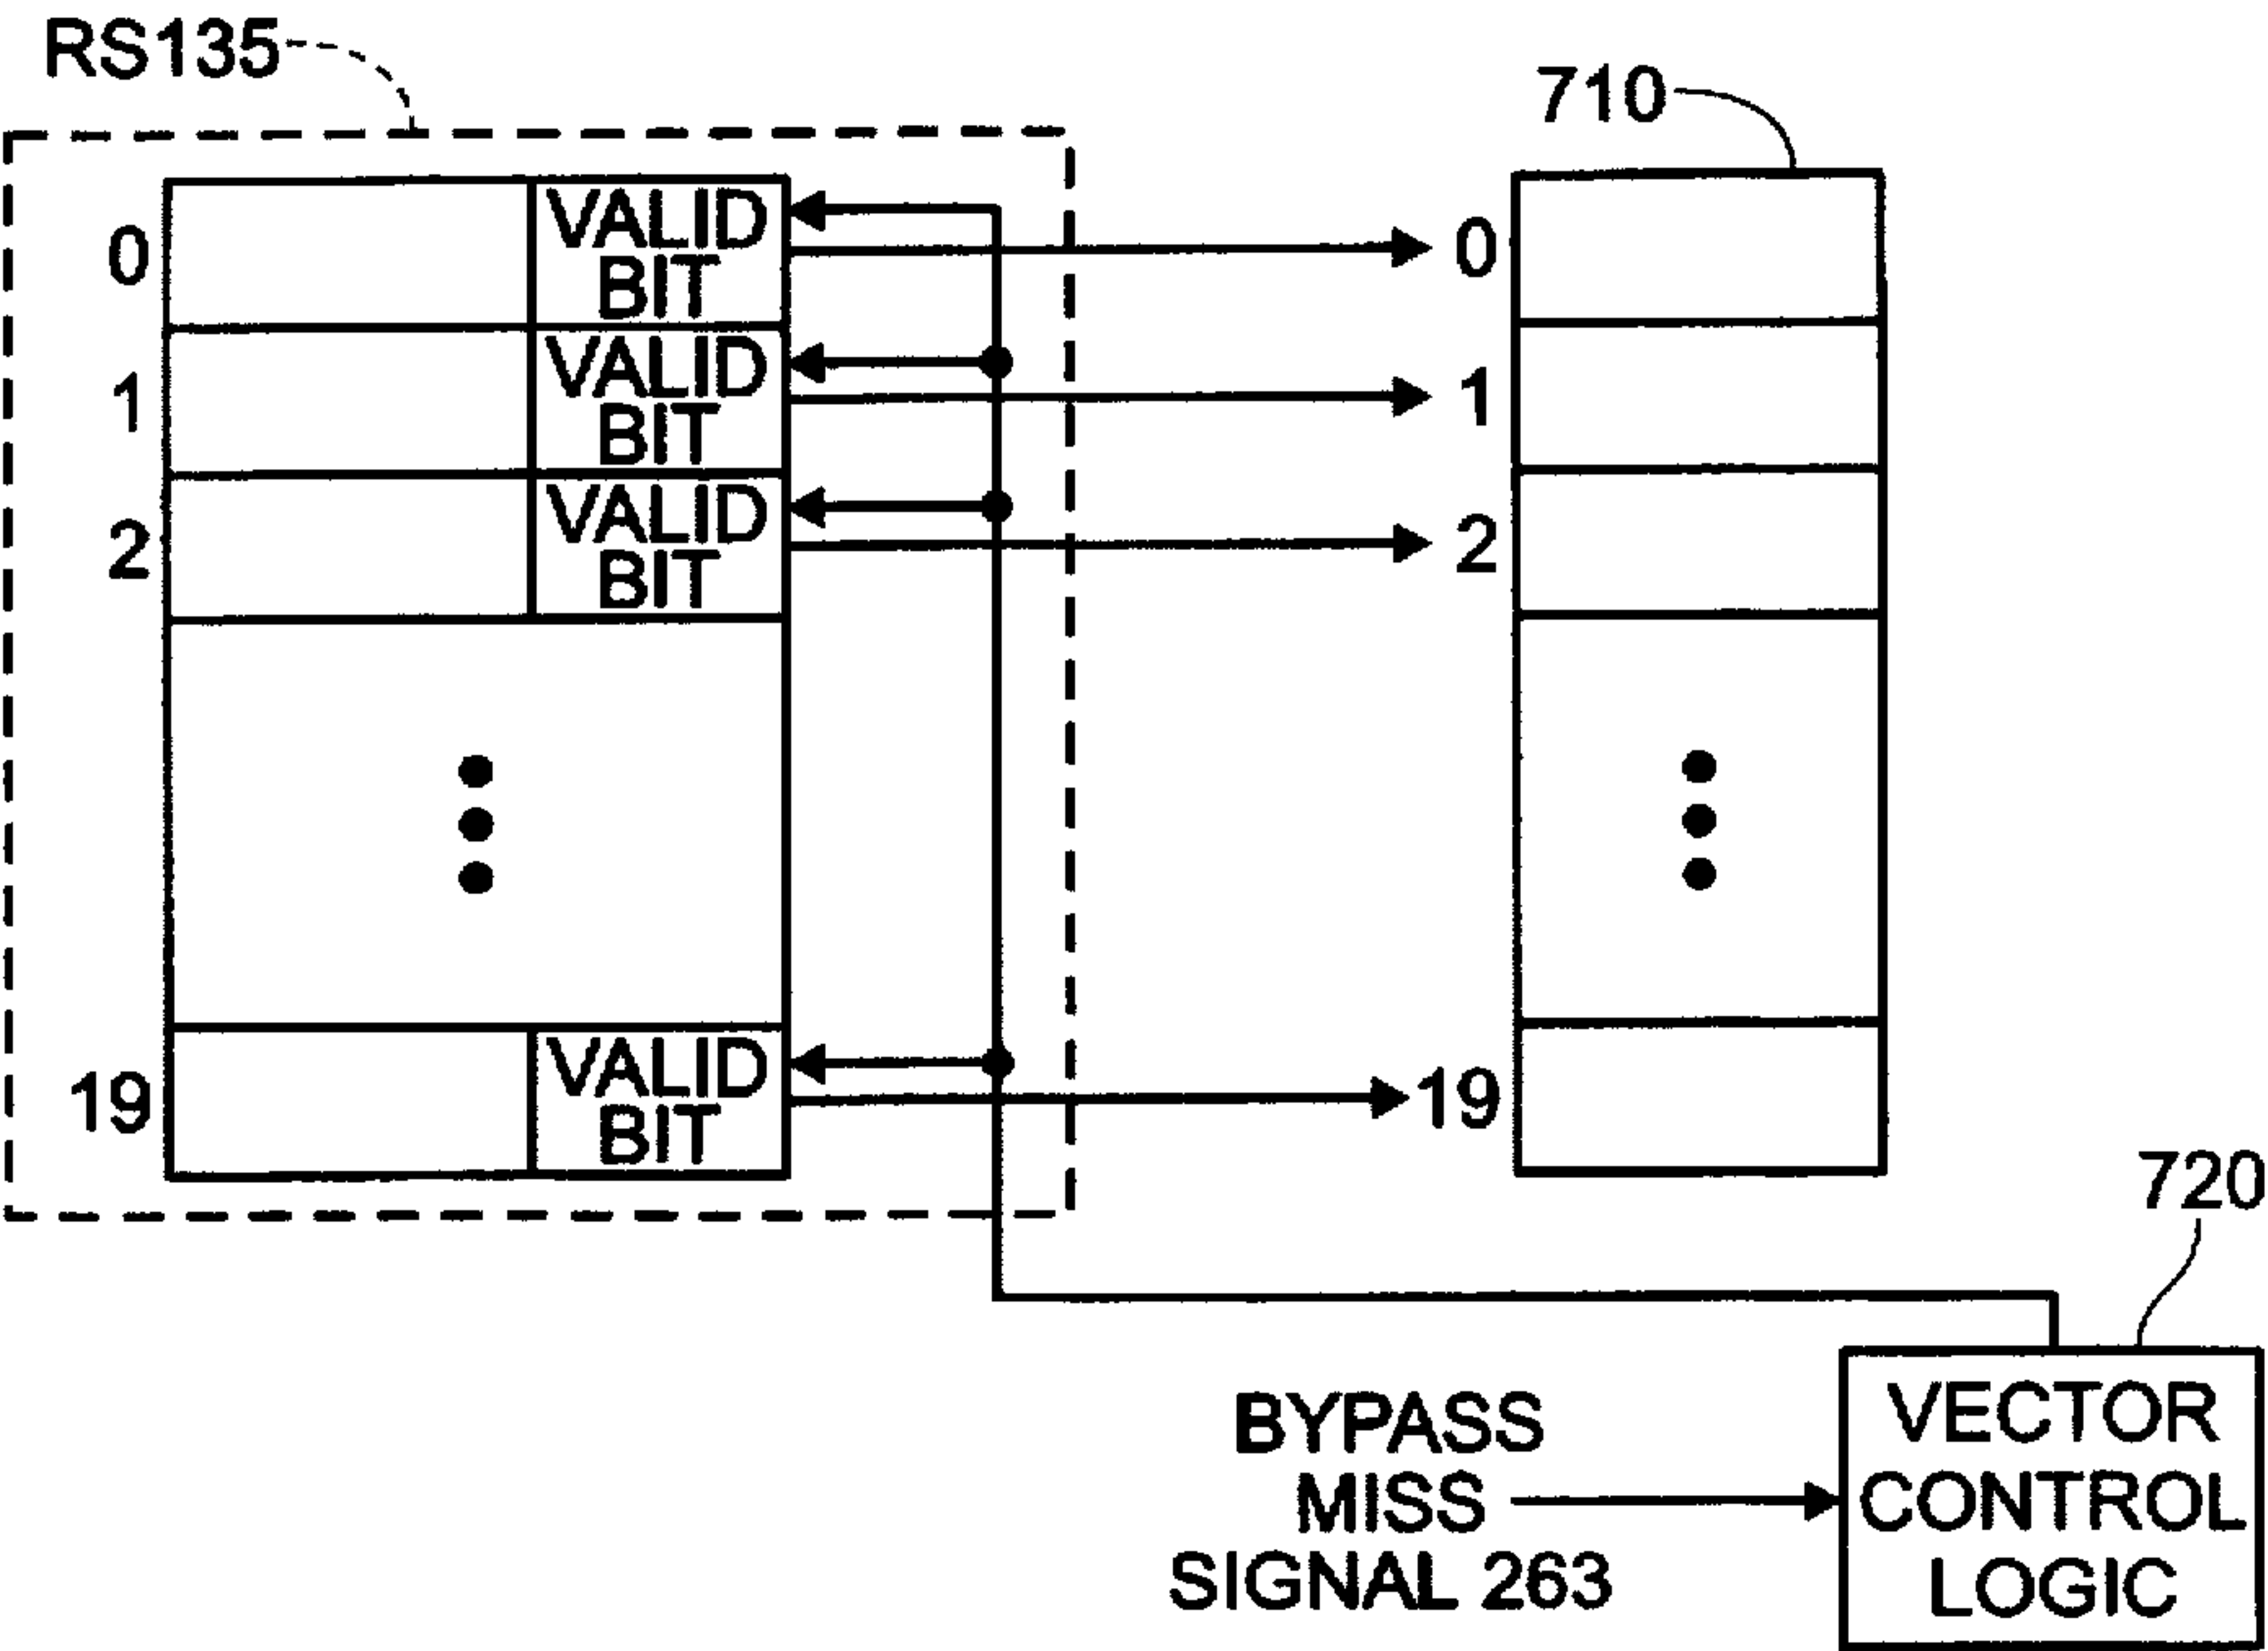 RS135
710
0
VALID
BIT
0
1
VALID
BIT
1
2
VALID
BIT
2
19
VALID
BIT
19
720
BYPASS
MISS
SIGNAL 263
VECTOR
CONTROL
LOGIC